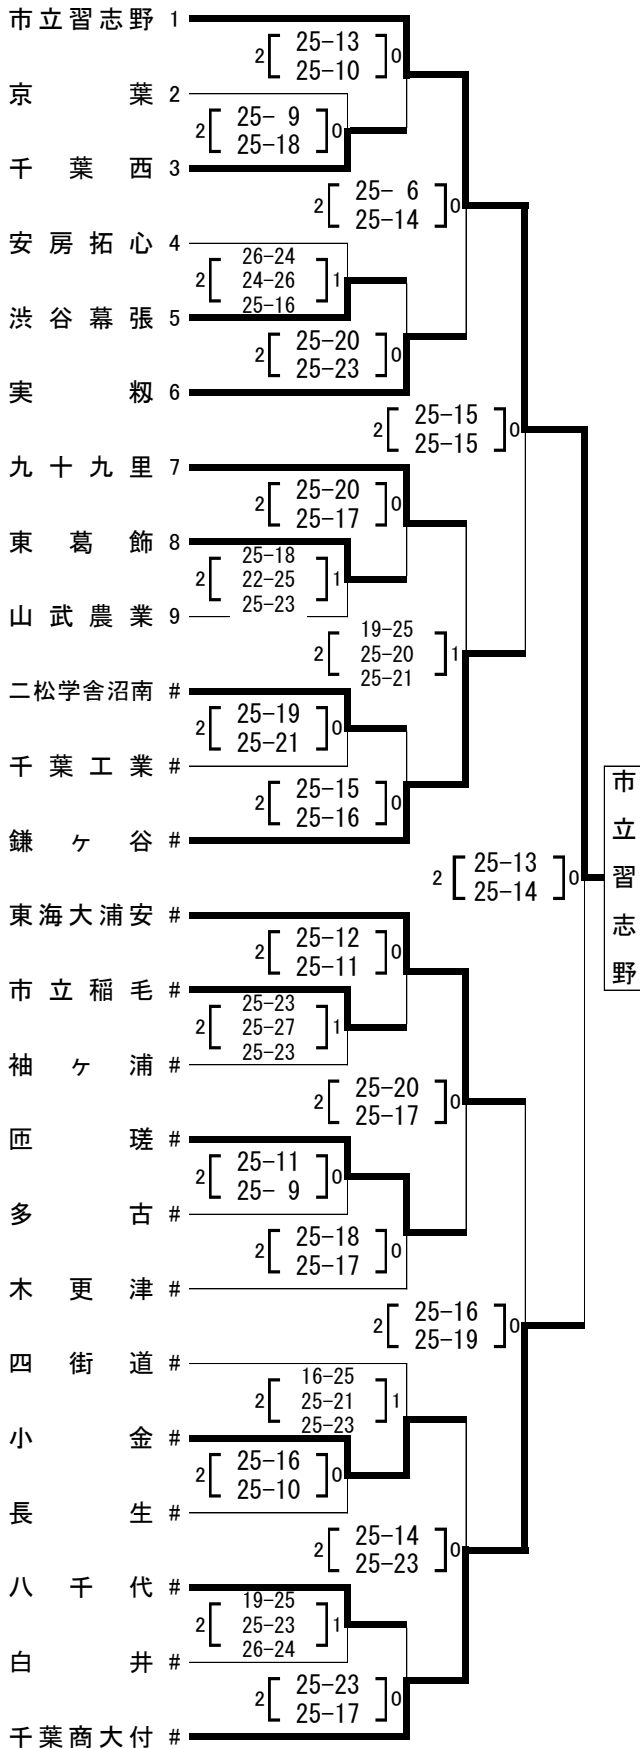 市立習志野 1
2 [ 25-13 ] 0
25-10
京葉 2
2 [ 25- 9 ] 0
25-18
千葉西 3
2 [ 25- 6 ] 0
25-14
安房拓心 4
2 [ 26-24 ] 1
24-26
25-16
渋谷幕張 5
2 [ 25-20 ] 0
25-23
実籾 6
2 [ 25-15 ] 0
25-15
九十九里 7
2 [ 25-20 ] 0
25-17
東葛飾 8
2 [ 25-18 ] 1
22-25
25-23
山武農業 9
2 [ 19-25 ] 1
25-20
25-21
二松学舎沼南 #
2 [ 25-19 ] 0
25-21
千葉工業 #
2 [ 25-15 ] 0
25-16
鎌ヶ谷 #
市立習志野
2 [ 25-13 ] 0
25-14
東海大浦安 #
2 [ 25-12 ] 0
25-11
市立稲毛 #
2 [ 25-23 ] 1
25-27
25-23
袖ヶ浦 #
2 [ 25-20 ] 0
25-17
匝瑳 #
2 [ 25-11 ] 0
25- 9
多古 #
2 [ 25-18 ] 0
25-17
木更津 #
2 [ 25-16 ] 0
25-19
四街道 #
2 [ 16-25 ] 1
25-21
25-23
小金 #
2 [ 25-16 ] 0
25-10
長生 #
2 [ 25-14 ] 0
25-23
八千代 #
2 [ 19-25 ] 1
25-23
26-24
白井 #
2 [ 25-23 ] 0
25-17
千葉商大付 #